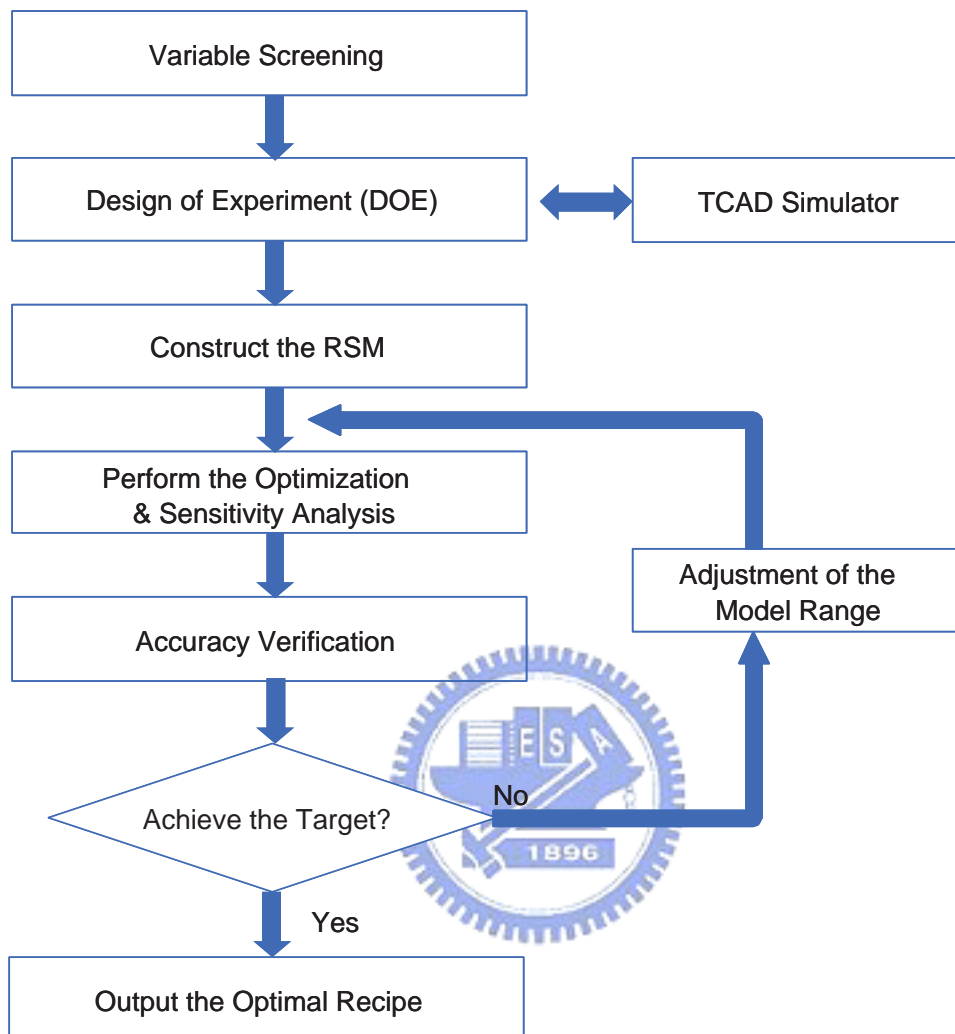 Variable Screening
Design of Experiment (DOE)
TCAD Simulator
Construct the RSM
Perform the Optimization
& Sensitivity Analysis
Adjustment of the
Model Range
Accuracy Verification
E S A
No
Achieve the Target?
1896
Yes
Output the Optimal Recipe